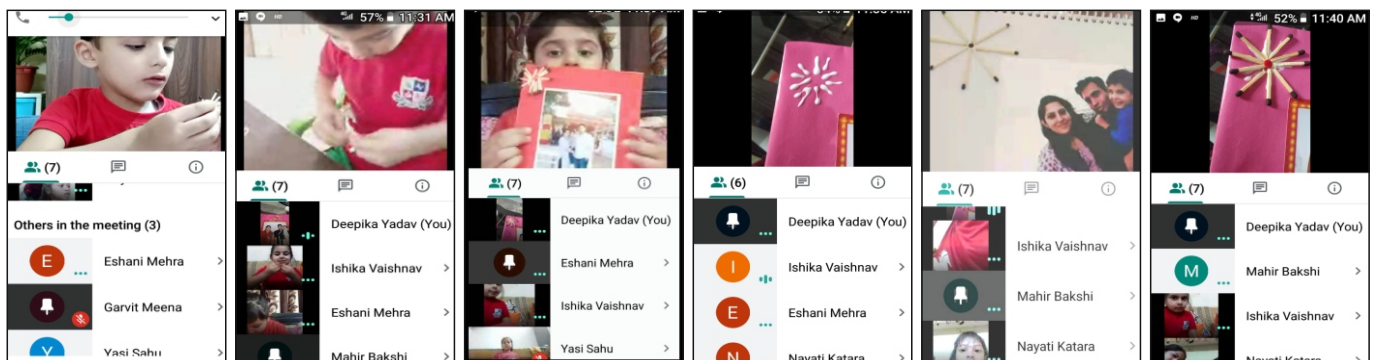 (7)
Others in the meeting (3)
E
Eshani Mehra
Garvit Meena
Y
Yasi Sahu
57% 11:31 AM
(7)
Deepika Yadav (You)
Ishika Vaishnav
Eshani Mehra
Mahir Bakshi
(7)
Deepika Yadav (You)
Eshani Mehra
Ishika Vaishnav
Yasi Sahu
(6)
Deepika Yadav (You)
I
Ishika Vaishnav
E
Eshani Mehra
N
Nayati Katara
(7)
Ishika Vaishnav
Mahir Bakshi
Nayati Katara
52% 11:40 AM
(7)
Deepika Yadav (You)
M
Mahir Bakshi
Ishika Vaishnav
Nayati Katara